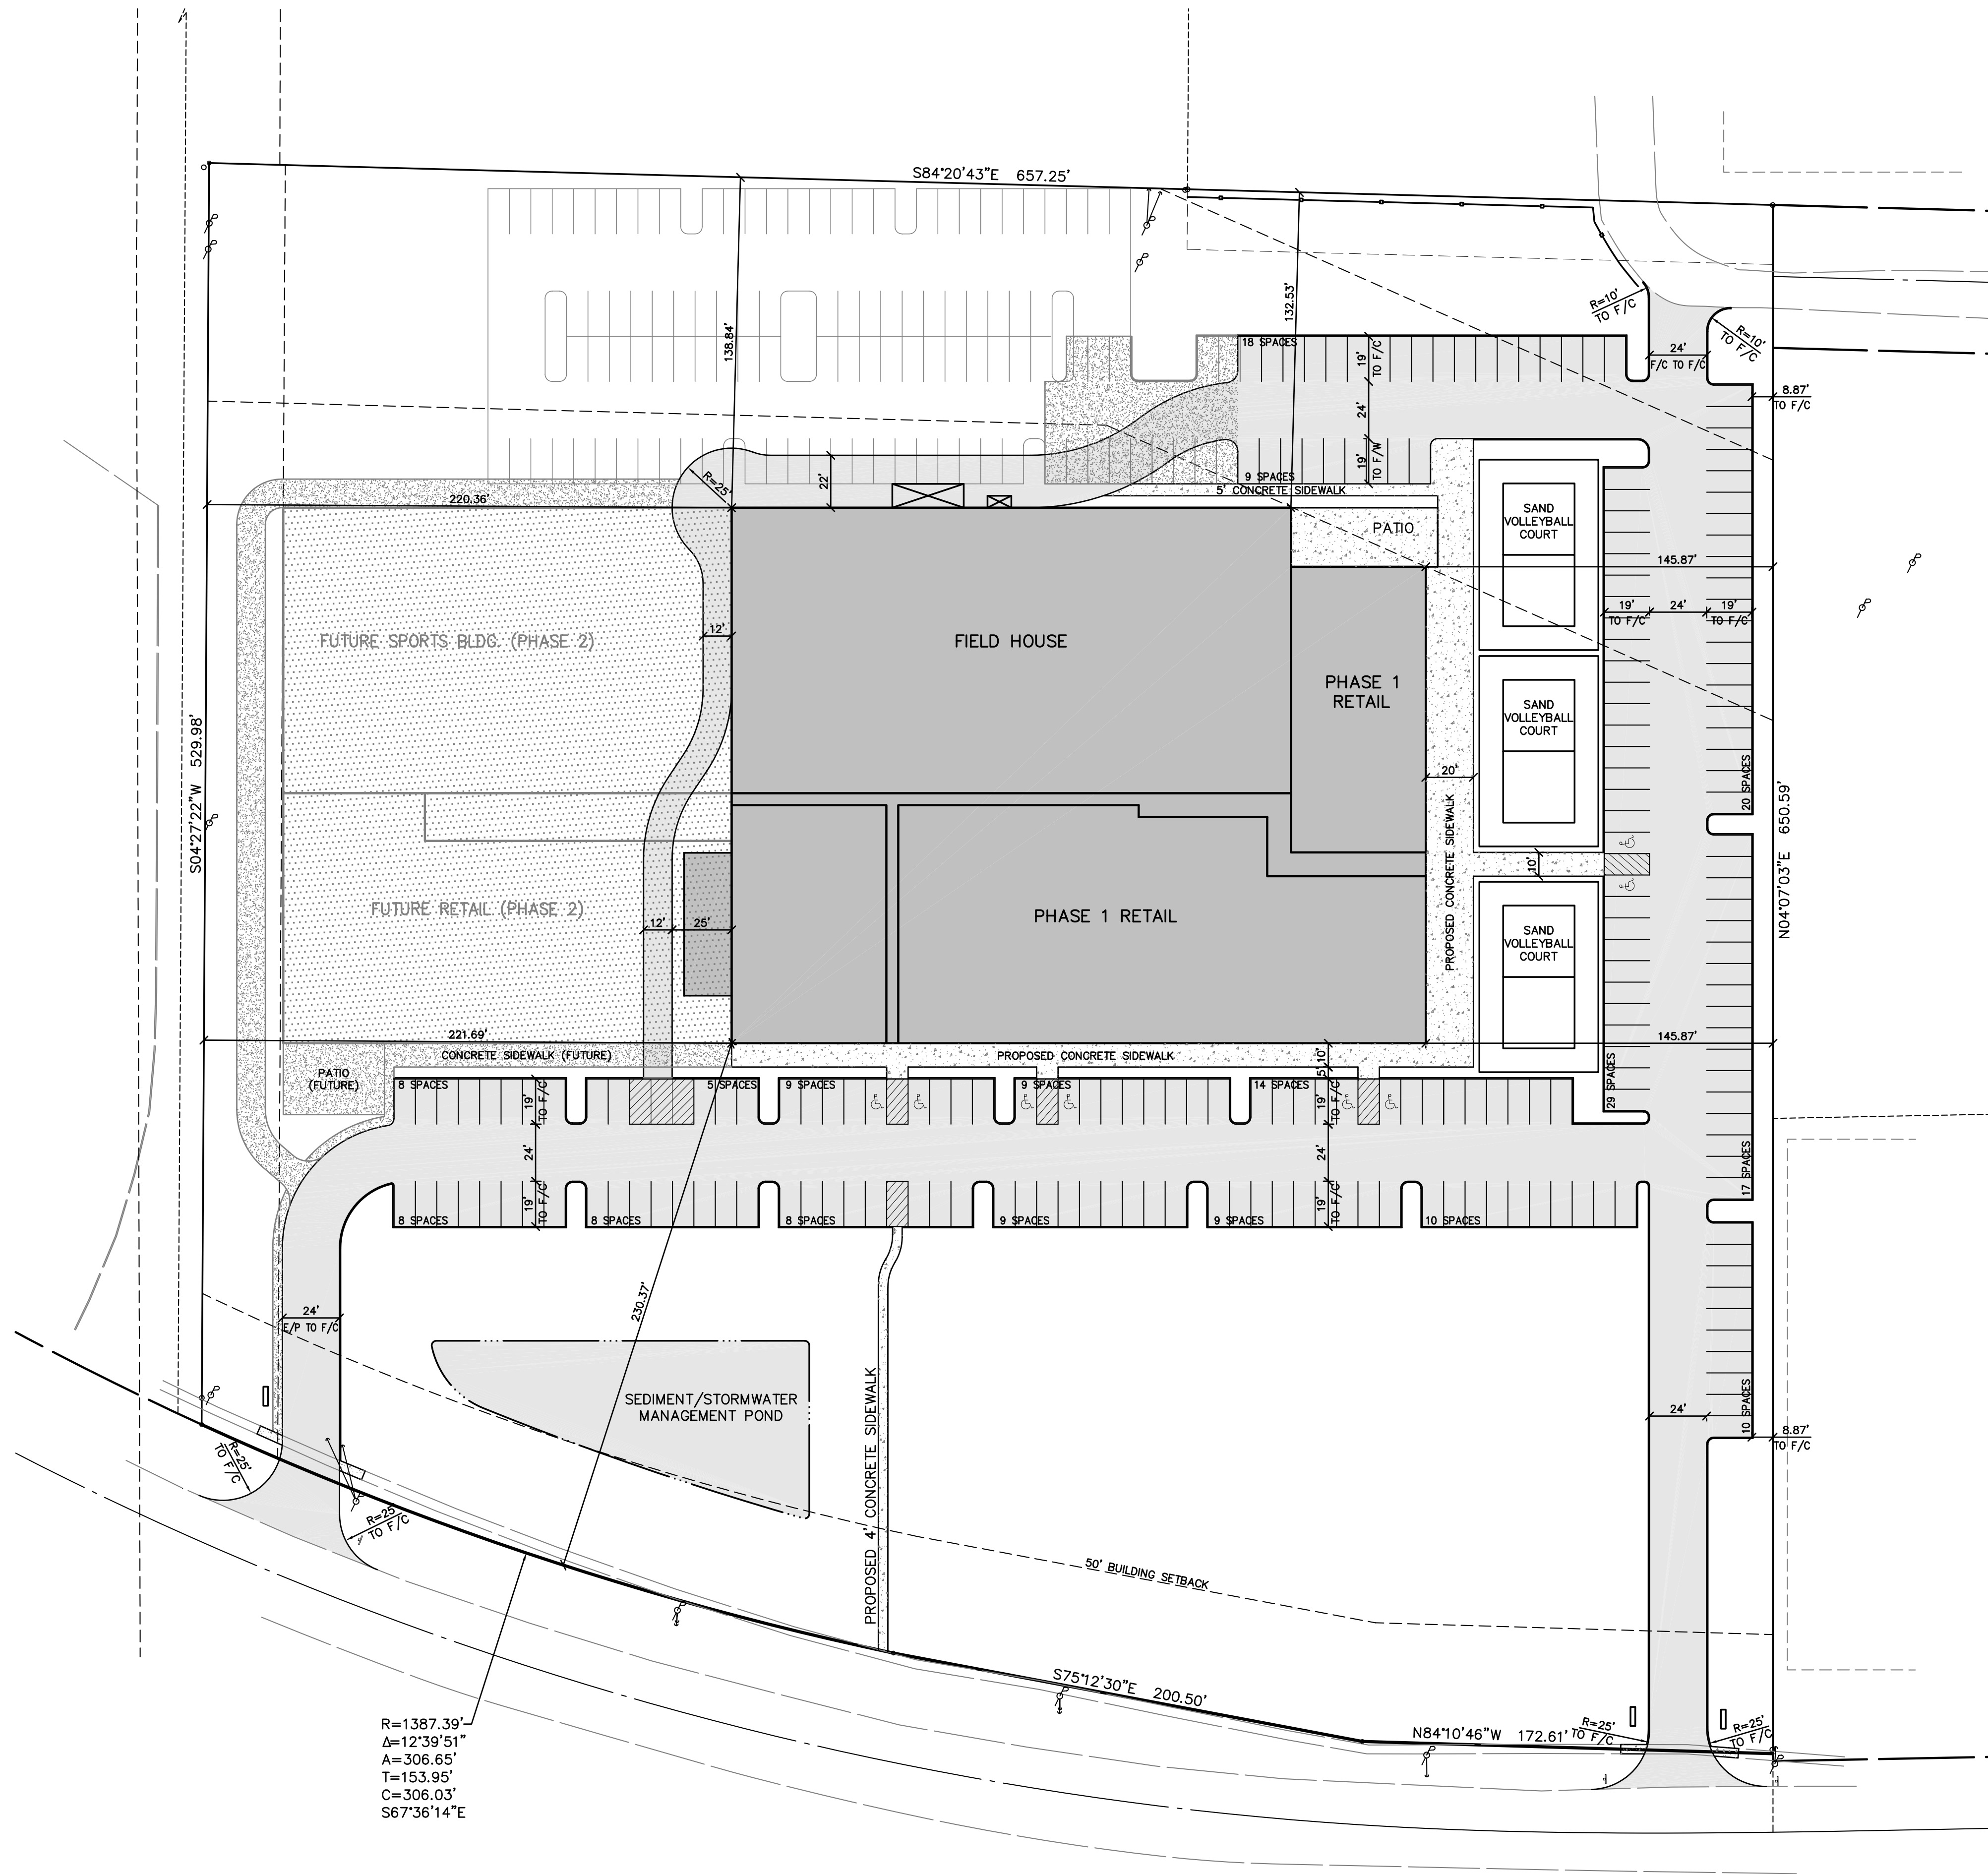 S84°20'43"E 657.25'
138.84'
132.53'
R=10'
TO F/C
24'
F/C TO F/C
R=10'
TO F/C
18 SPACES
19'
TO F/C
24'
19'
TO F/W
9 SPACES
5' CONCRETE SIDEWALK
8.87'
TO F/C
220.36'
R=25'
22'
PATIO
SAND
VOLLEYBALL
COURT
145.87'
19'
TO F/C
24'
19'
TO F/C
FUTURE SPORTS BLDG. (PHASE 2)
12'
FIELD HOUSE
PHASE 1
RETAIL
SAND
VOLLEYBALL
COURT
S04°27'22"W 529.98'
20'
20 SPACES
N04°07'03"E 650.59'
PROPOSED CONCRETE SIDEWALK
10'
FUTURE RETAIL (PHASE 2)
12'
25'
PHASE 1 RETAIL
SAND
VOLLEYBALL
COURT
221.69'
145.87'
CONCRETE SIDEWALK (FUTURE)
PROPOSED CONCRETE SIDEWALK
10'
5'
PATIO
(FUTURE)
8 SPACES
19'
TO F/C
5 SPACES
9 SPACES
9 SPACES
14 SPACES
19'
TO F/C
29 SPACES
24'
24'
17 SPACES
8 SPACES
19'
TO F/C
8 SPACES
8 SPACES
9 SPACES
9 SPACES
19'
TO F/C
10 SPACES
24'
E/P TO F/C
230.37'
SEDIMENT/STORMWATER
MANAGEMENT POND
PROPOSED 4' CONCRETE SIDEWALK
24'
10 SPACES
8.87'
TO F/C
R=25'
TO F/C
R=25'
TO F/C
50' BUILDING SETBACK
S75°12'30"E 200.50'
N84°10'46"W 172.61'
R=25'
TO F/C
R=25'
TO F/C
R=1387.39'
Δ=12°39'51"
A=306.65'
T=153.95'
C=306.03'
S67°36'14"E